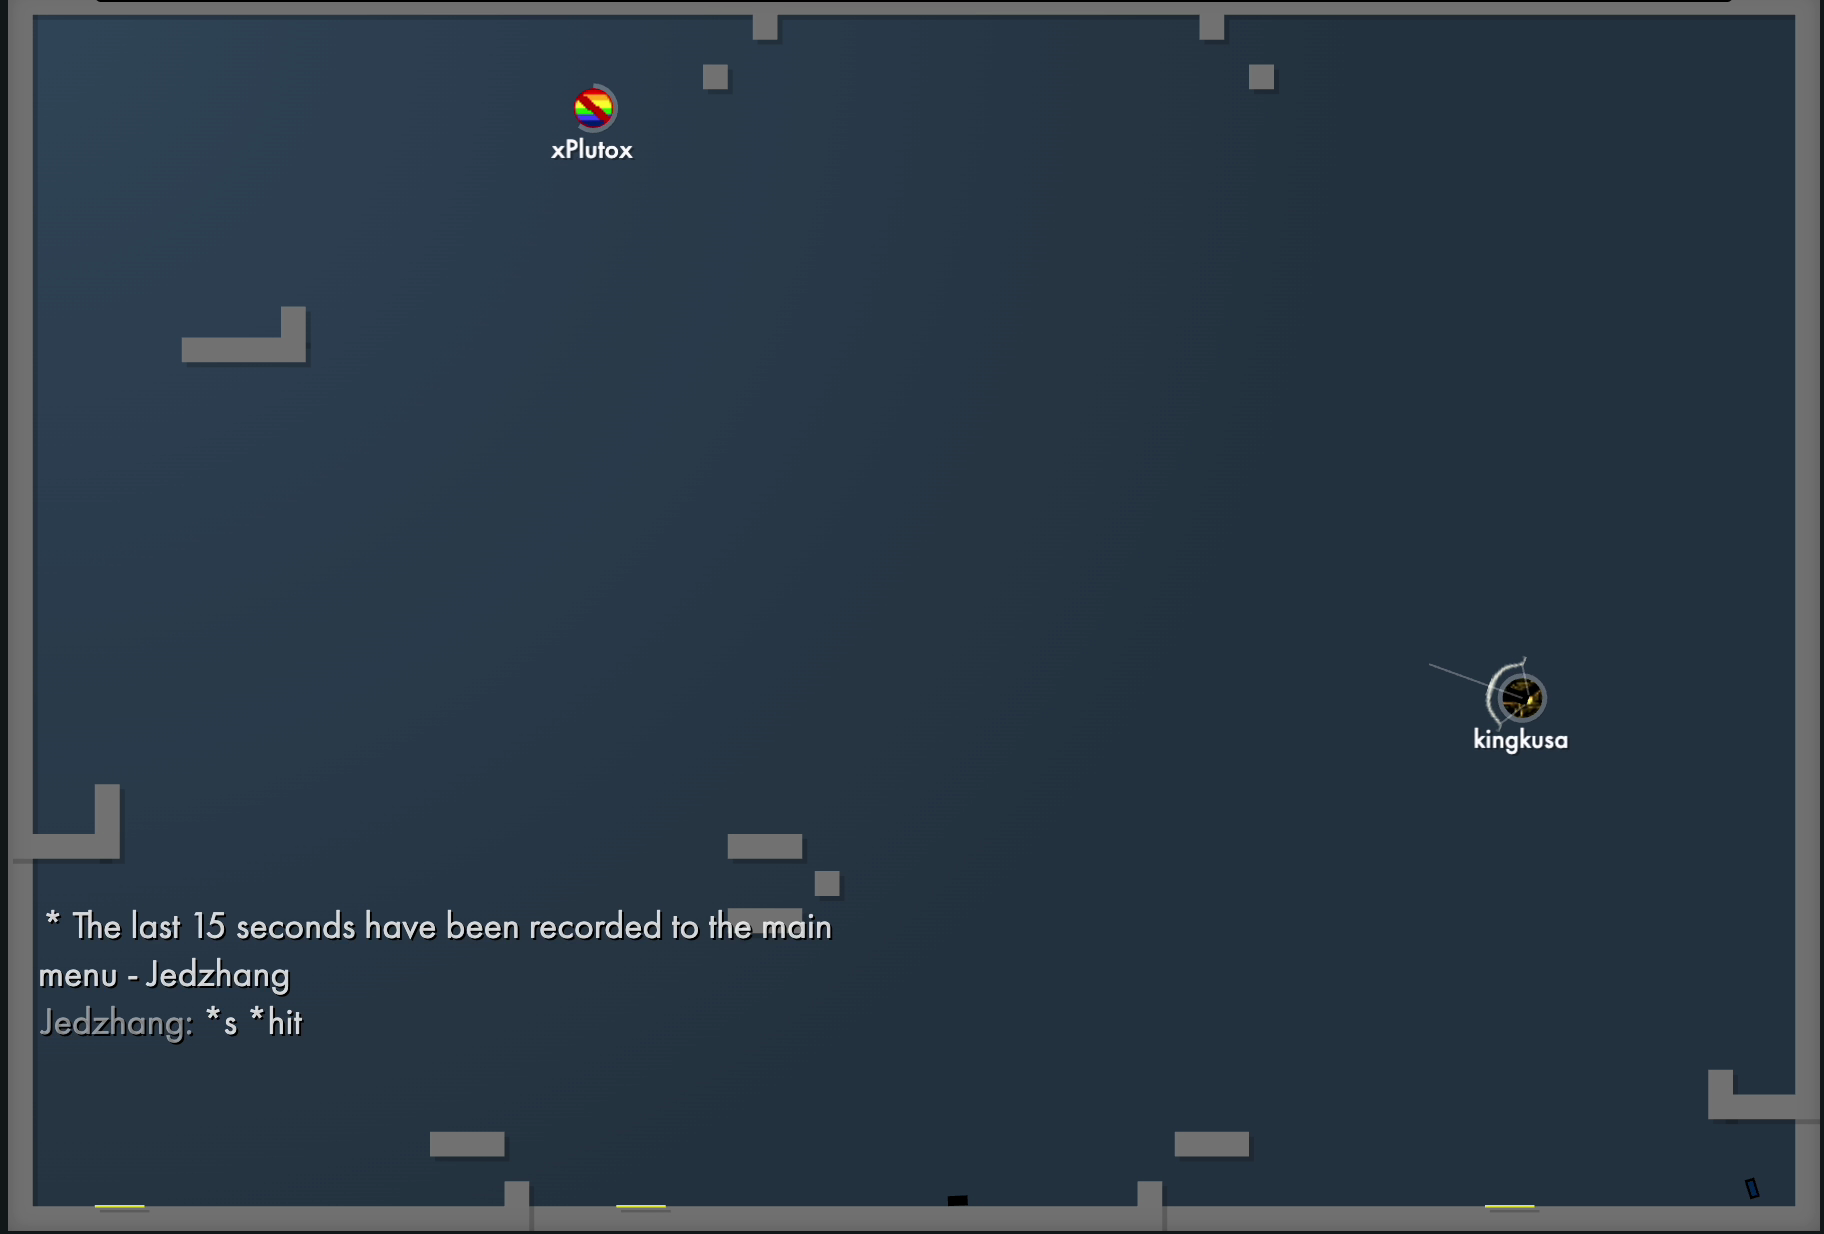 xPlutox
kingkusa
* The last 15 seconds have been recorded to the main
menu - Jedzhang
Jedzhang: *s *hit